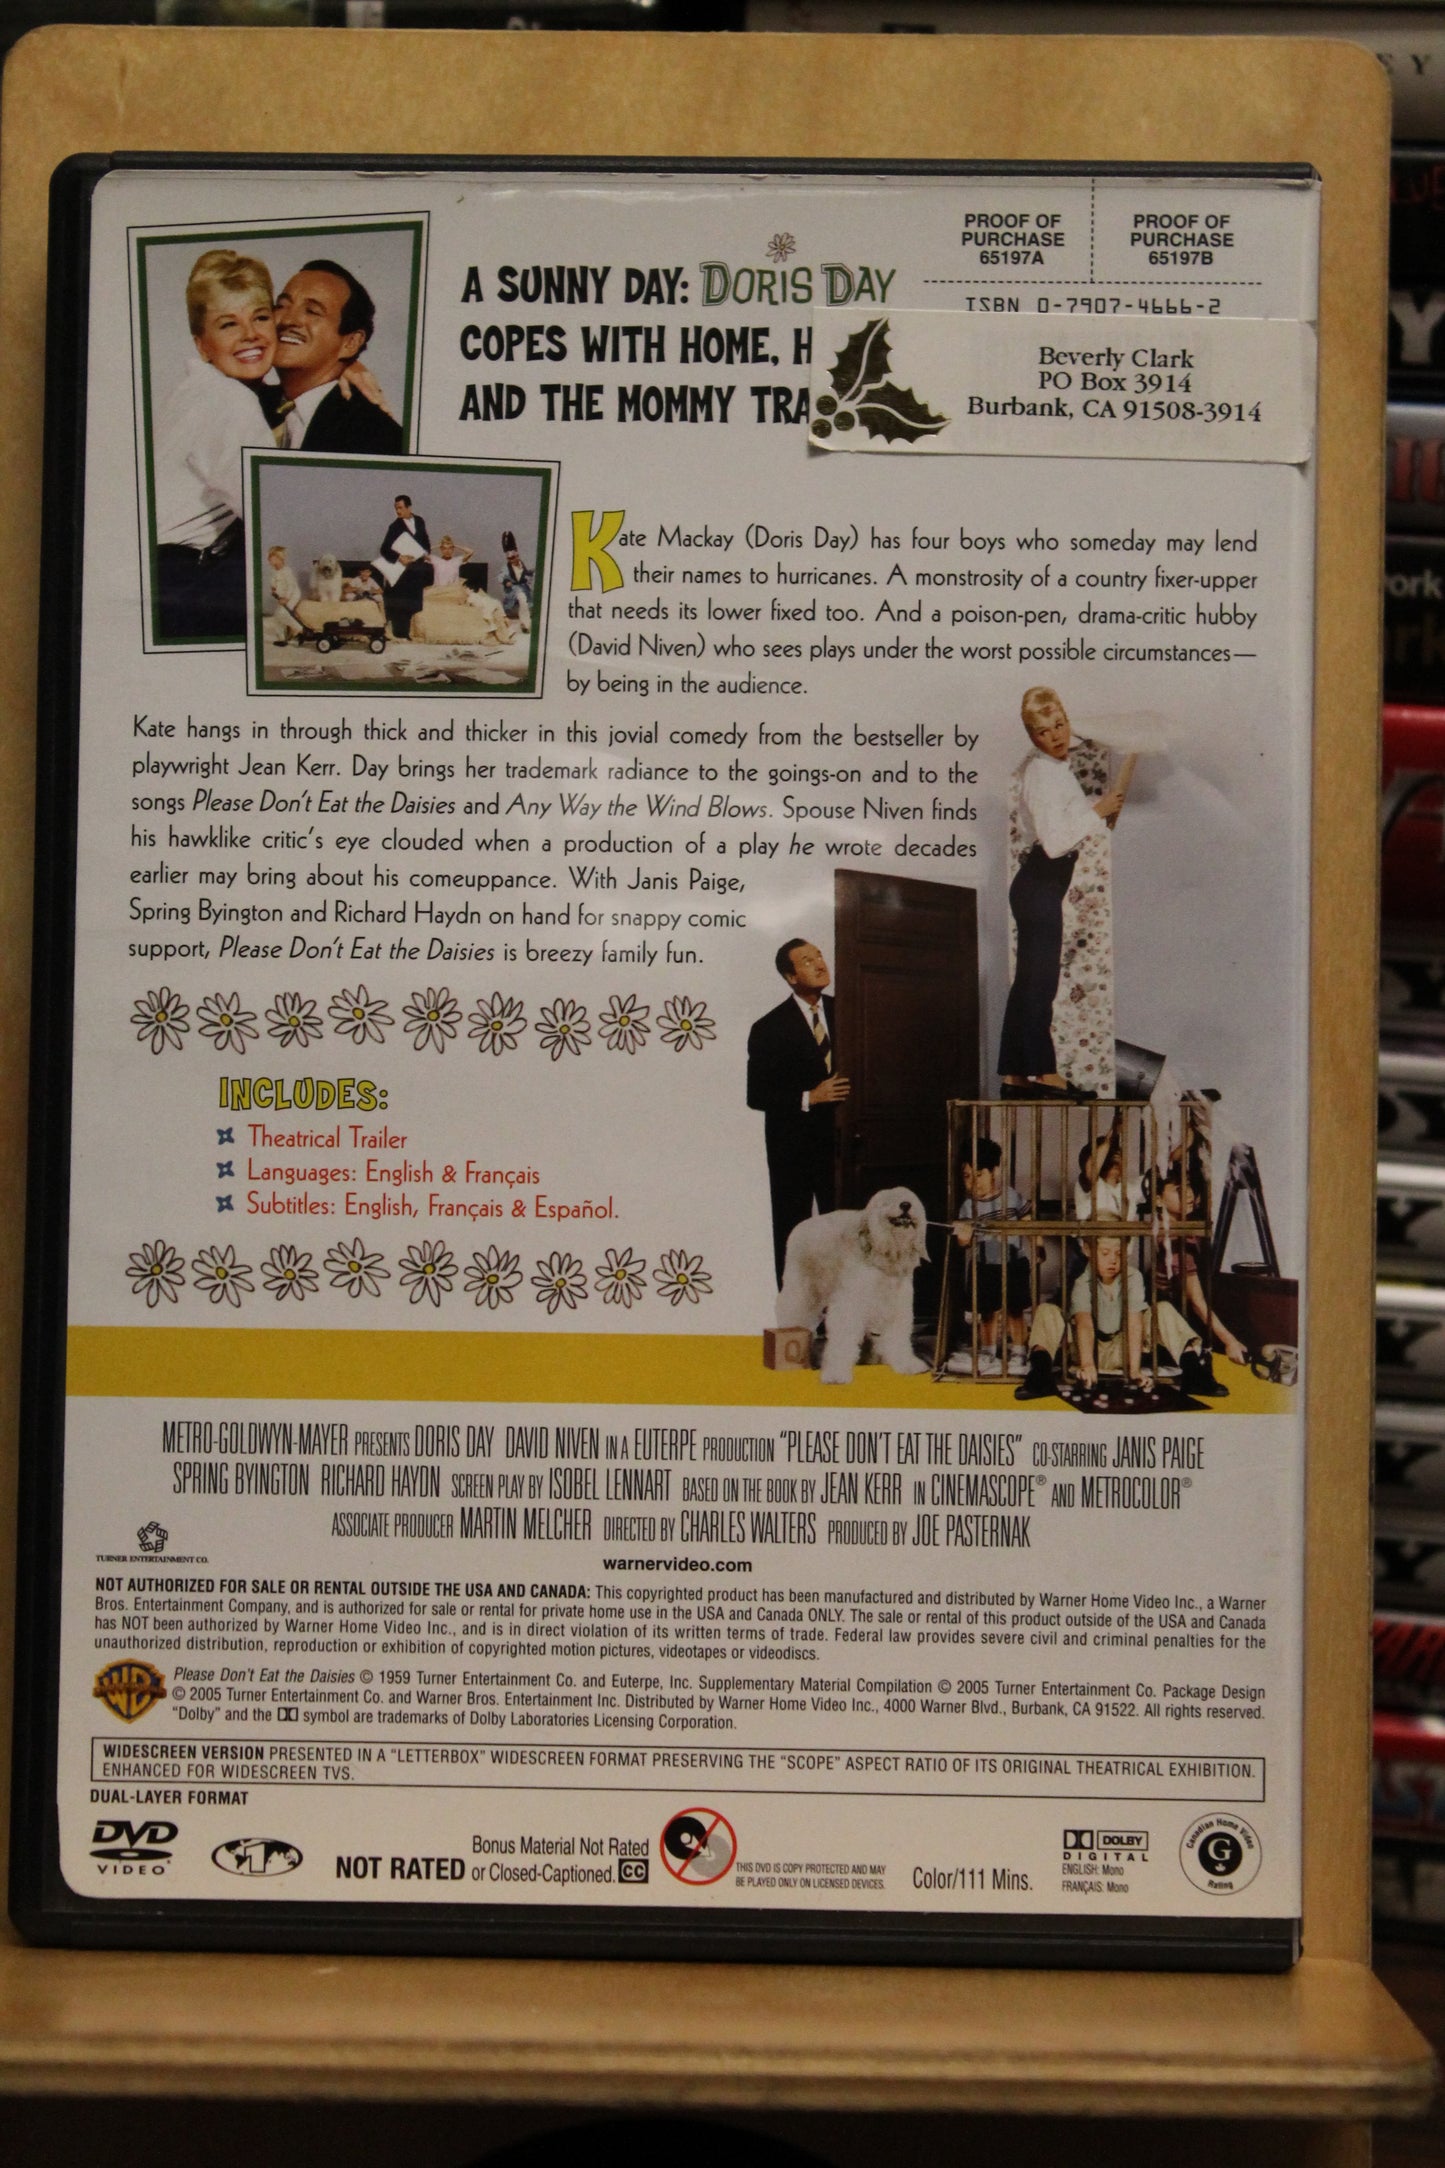 PROOF OF
PURCHASE
65197A
PROOF OF
PURCHASE
65197B
ISBN 0-7907-4666-2
A SUNNY DAY: DORIS DAY
COPES WITH HOME, H
AND THE MOMMY TRA
Beverly Clark
PO Box 3914
Burbank, CA 91508-3914
Kate Mackay (Doris Day) has four boys who someday may lend
their names to hurricanes. A monstrosity of a country fixer-upper
that needs its lower fixed too. And a poison-pen, drama-critic hubby
(David Niven) who sees plays under the worst possible circumstances—
by being in the audience.
Kate hangs in through thick and thicker in this jovial comedy from the bestseller by
playwright Jean Kerr. Day brings her trademark radiance to the goings-on and to the
songs Please Don't Eat the Daisies and Any Way the Wind Blows. Spouse Niven finds
his hawklike critic's eye clouded when a production of a play he wrote decades
earlier may bring about his comeuppance. With Janis Paige,
Spring Byington and Richard Haydn on hand for snappy comic
support, Please Don't Eat the Daisies is breezy family fun.
INCLUDES:
Theatrical Trailer
Languages: English & Français
Subtitles: English, Français & Español.
METRO-GOLDWYN-MAYER PRESENTS DORIS DAY DAVID NIVEN IN A EUTERPE PRODUCTION "PLEASE DON'T EAT THE DAISIES" CO-STARRING JANIS PAIGE
SPRING BYINGTON RICHARD HAYDN SCREEN PLAY BY ISOBEL LENNART BASED ON THE BOOK BY JEAN KERR IN CINEMASCOPE® AND METROCOLOR®
ASSOCIATE PRODUCER MARTIN MELCHER DIRECTED BY CHARLES WALTERS PRODUCED BY JOE PASTERNAK
TURNER ENTERTAINMENT CO.
warnervideo.com
NOT AUTHORIZED FOR SALE OR RENTAL OUTSIDE THE USA AND CANADA: This copyrighted product has been manufactured and distributed by Warner Home Video Inc., a Warner
Bros. Entertainment Company, and is authorized for sale or rental for private home use in the USA and Canada ONLY. The sale or rental of this product outside of the USA and Canada
has NOT been authorized by Warner Home Video Inc., and is in direct violation of its written terms of trade. Federal law provides severe civil and criminal penalties for the
unauthorized distribution, reproduction or exhibition of copyrighted motion pictures, videotapes or videodiscs.
WB
Please Don't Eat the Daisies © 1959 Turner Entertainment Co. and Euterpe, Inc. Supplementary Material Compilation © 2005 Turner Entertainment Co. Package Design
© 2005 Turner Entertainment Co. and Warner Bros. Entertainment Inc. Distributed by Warner Home Video Inc., 4000 Warner Blvd., Burbank, CA 91522. All rights reserved.
"Dolby" and the symbol are trademarks of Dolby Laboratories Licensing Corporation.
WIDESCREEN VERSION PRESENTED IN A "LETTERBOX" WIDESCREEN FORMAT PRESERVING THE "SCOPE" ASPECT RATIO OF ITS ORIGINAL THEATRICAL EXHIBITION.
ENHANCED FOR WIDESCREEN TVS.
DUAL-LAYER FORMAT
DVD
VIDEO
1
NOT RATED
Bonus Material Not Rated
or Closed-Captioned. CC
THIS DVD IS COPY PROTECTED AND MAY
BE PLAYED ONLY ON LICENSED DEVICES.
Color/111 Mins.
DOLBY
DIGITAL
ENGLISH: Mono
FRANÇAIS: Mono
Canadian Home Video
G
Rating